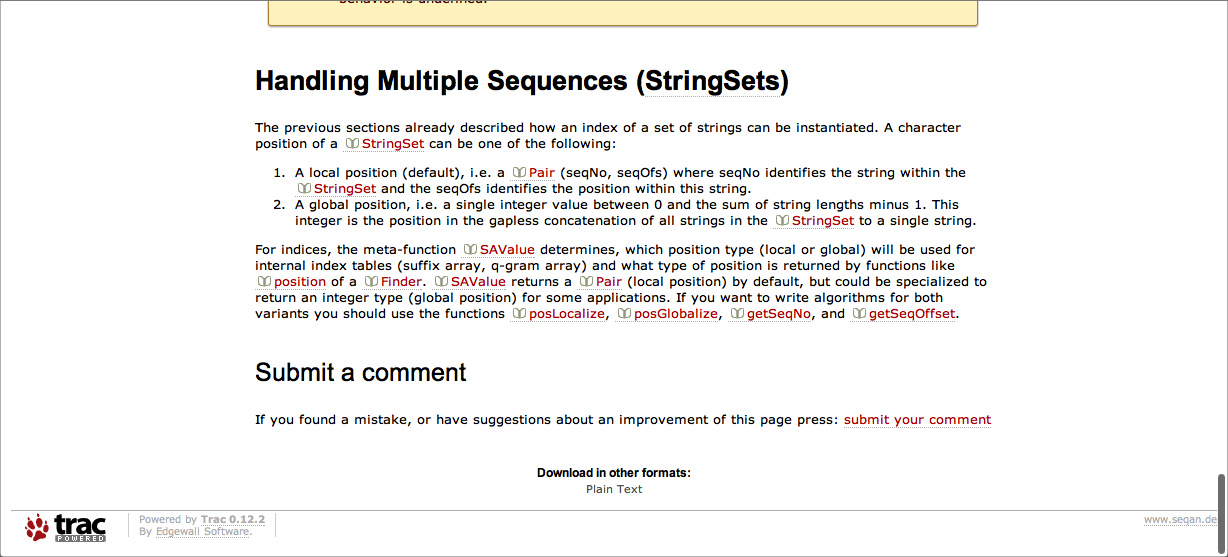 behavior is undefined.
Handling Multiple Sequences (StringSets)
The previous sections already described how an index of a set of strings can be instantiated. A character
position of a StringSet can be one of the following:
1. A local position (default), i.e. a Pair (seqNo, seqOfs) where seqNo identifies the string within the
StringSet and the seqOfs identifies the position within this string.
2. A global position, i.e. a single integer value between 0 and the sum of string lengths minus 1. This
integer is the position in the gapless concatenation of all strings in the StringSet to a single string.
For indices, the meta-function SAValue determines, which position type (local or global) will be used for
internal index tables (suffix array, q-gram array) and what type of position is returned by functions like
position of a Finder. SAValue returns a Pair (local position) by default, but could be specialized to
return an integer type (global position) for some applications. If you want to write algorithms for both
variants you should use the functions posLocalize, posGlobalize, getSeqNo, and getSeqOffset.
Submit a comment
If you found a mistake, or have suggestions about an improvement of this page press: submit your comment
Download in other formats:
Plain Text
trac
POWERED
Powered by Trac 0.12.2
By Edgewall Software.
www.seqan.de